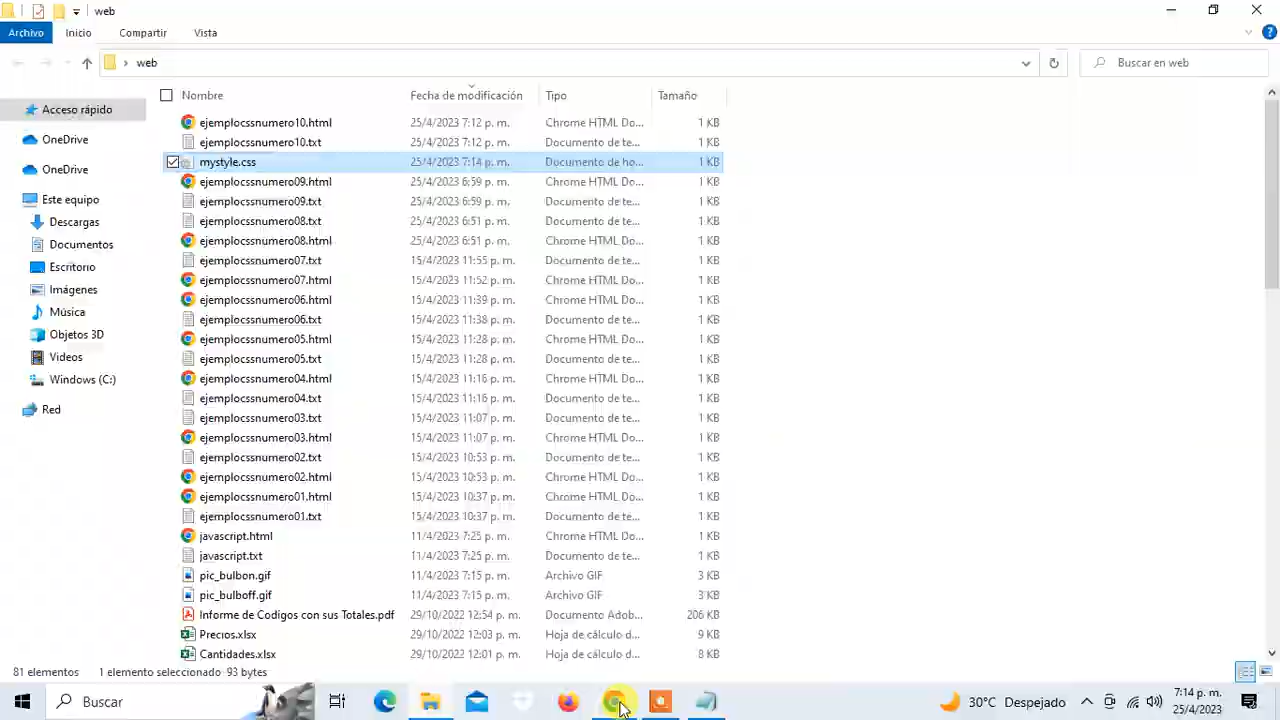 web
Archivo Inicio Compartir Vista
web Buscar en web
Nombre Fecha de modificación Tipo Tamaño
Acceso rápido
OneDrive
OneDrive
Este equipo
Descargas
Documentos
Escritorio
Imágenes
Música
Objetos 3D
Videos
Windows (C:)
Red
ejemplocssnumero10.html 25/4/2023 7:12 p. m. Chrome HTML Do... 1 KB
ejemplocssnumero10.txt 25/4/2023 7:12 p. m. Documento de te... 1 KB
mystyle.css 25/4/2023 7:14 p. m. Documento de ho... 1 KB
ejemplocssnumero09.html 25/4/2023 6:59 p. m. Chrome HTML Do... 1 KB
ejemplocssnumero09.txt 25/4/2023 6:59 p. m. Documento de te... 1 KB
ejemplocssnumero08.txt 25/4/2023 6:51 p. m. Documento de te... 1 KB
ejemplocssnumero08.html 25/4/2023 6:51 p. m. Chrome HTML Do... 1 KB
ejemplocssnumero07.txt 15/4/2023 11:55 p. m. Documento de te... 1 KB
ejemplocssnumero07.html 15/4/2023 11:52 p. m. Chrome HTML Do... 1 KB
ejemplocssnumero06.html 15/4/2023 11:39 p. m. Chrome HTML Do... 1 KB
ejemplocssnumero06.txt 15/4/2023 11:38 p. m. Documento de te... 1 KB
ejemplocssnumero05.html 15/4/2023 11:28 p. m. Chrome HTML Do... 1 KB
ejemplocssnumero05.txt 15/4/2023 11:28 p. m. Documento de te... 1 KB
ejemplocssnumero04.html 15/4/2023 11:16 p. m. Chrome HTML Do... 1 KB
ejemplocssnumero04.txt 15/4/2023 11:16 p. m. Documento de te... 1 KB
ejemplocssnumero03.txt 15/4/2023 11:07 p. m. Documento de te... 1 KB
ejemplocssnumero03.html 15/4/2023 11:07 p. m. Chrome HTML Do... 1 KB
ejemplocssnumero02.txt 15/4/2023 10:53 p. m. Documento de te... 1 KB
ejemplocssnumero02.html 15/4/2023 10:53 p. m. Chrome HTML Do... 1 KB
ejemplocssnumero01.html 15/4/2023 10:37 p. m. Chrome HTML Do... 1 KB
ejemplocssnumero01.txt 15/4/2023 10:37 p. m. Documento de te... 1 KB
javascript.html 11/4/2023 7:25 p. m. Chrome HTML Do... 1 KB
javascript.txt 11/4/2023 7:25 p. m. Documento de te... 1 KB
pic_bulbon.gif 11/4/2023 7:15 p. m. Archivo GIF 3 KB
pic_bulboff.gif 11/4/2023 7:15 p. m. Archivo GIF 3 KB
Informe de Codigos con sus Totales.pdf 29/10/2022 12:54 p. m. Documento Adob... 206 KB
Precios.xlsx 29/10/2022 12:03 p. m. Hoja de cálculo d... 9 KB
Cantidades.xlsx 29/10/2022 12:01 p. m. Hoja de cálculo d... 8 KB
81 elementos 1 elemento seleccionado 93 bytes
Buscar 30°C Despejado 7:14 p. m.
25/4/2023